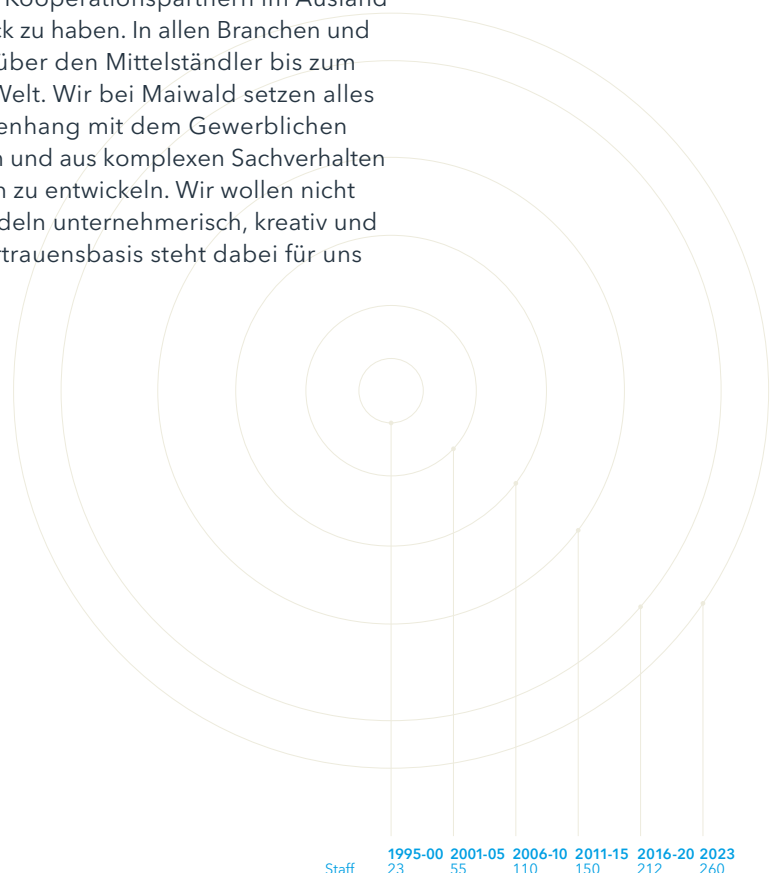 Kooperationspartnern im Ausland
ck zu haben. In allen Branchen und
über den Mittelständler bis zum
Welt. Wir bei Maiwald setzen alles
enhang mit dem Gewerblichen
n und aus komplexen Sachverhalten
n zu entwickeln. Wir wollen nicht
deln unternehmerisch, kreativ und
rtrauensbasis steht dabei für uns
1995-00 2001-05 2006-10 2011-15 2016-20 2023
Staff 23 55 110 150 212 260